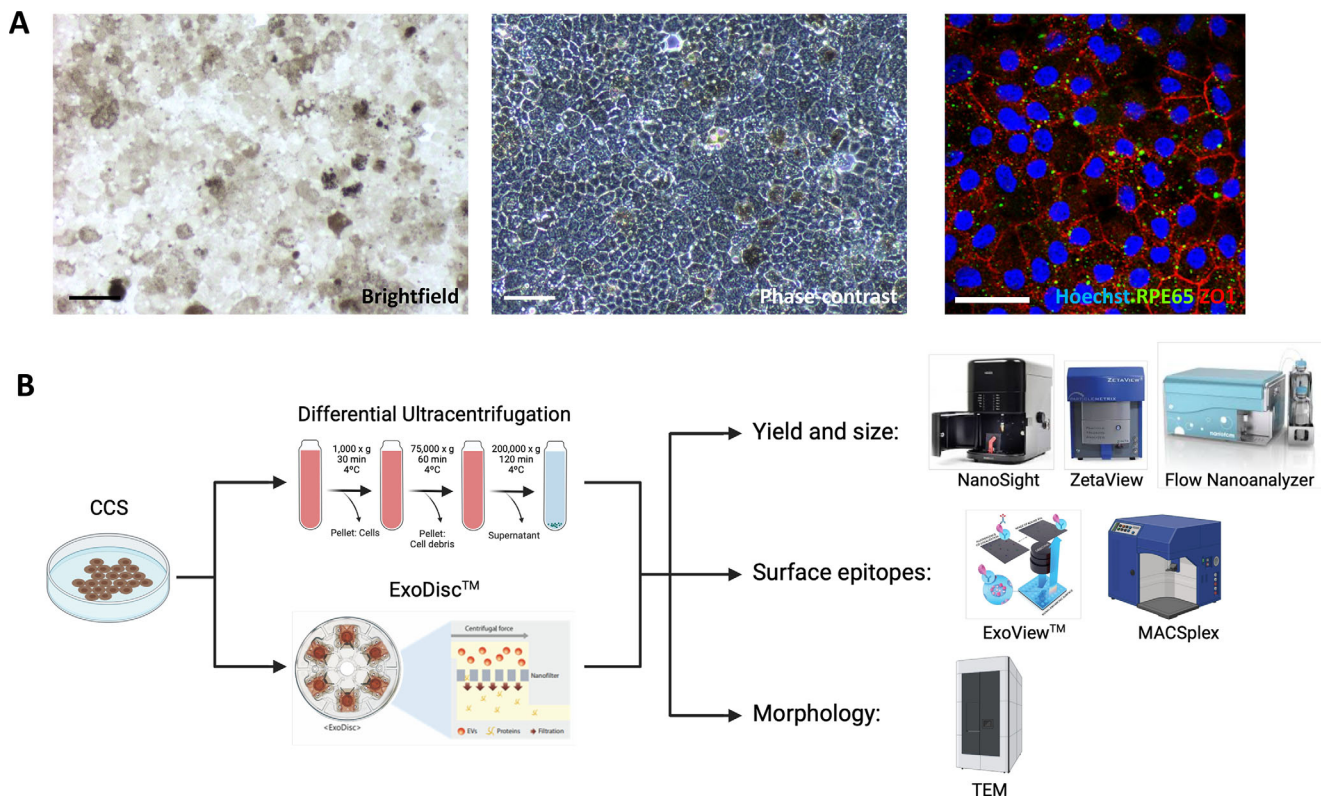 A
Brightfield
Phase-contrast
Hoechst RPE65 ZO1
B
Differential Ultracentrifugation
1,000 x g
30 min
4ºC
75,000 x g
60 min
4ºC
200,000 x g
120 min
4ºC
Pellet: Cells
Pellet:
Cell debris
Supernatant
CCS
ExoDisc™
Centrifugal force
Nanofilter
EVs Proteins Filtration
<ExoDisc>
Yield and size:
ZETAVIEW
NanoSight
ZetaView
Flow Nanoanalyzer
Surface epitopes:
ExoView™
MACSplex
Morphology:
TEM